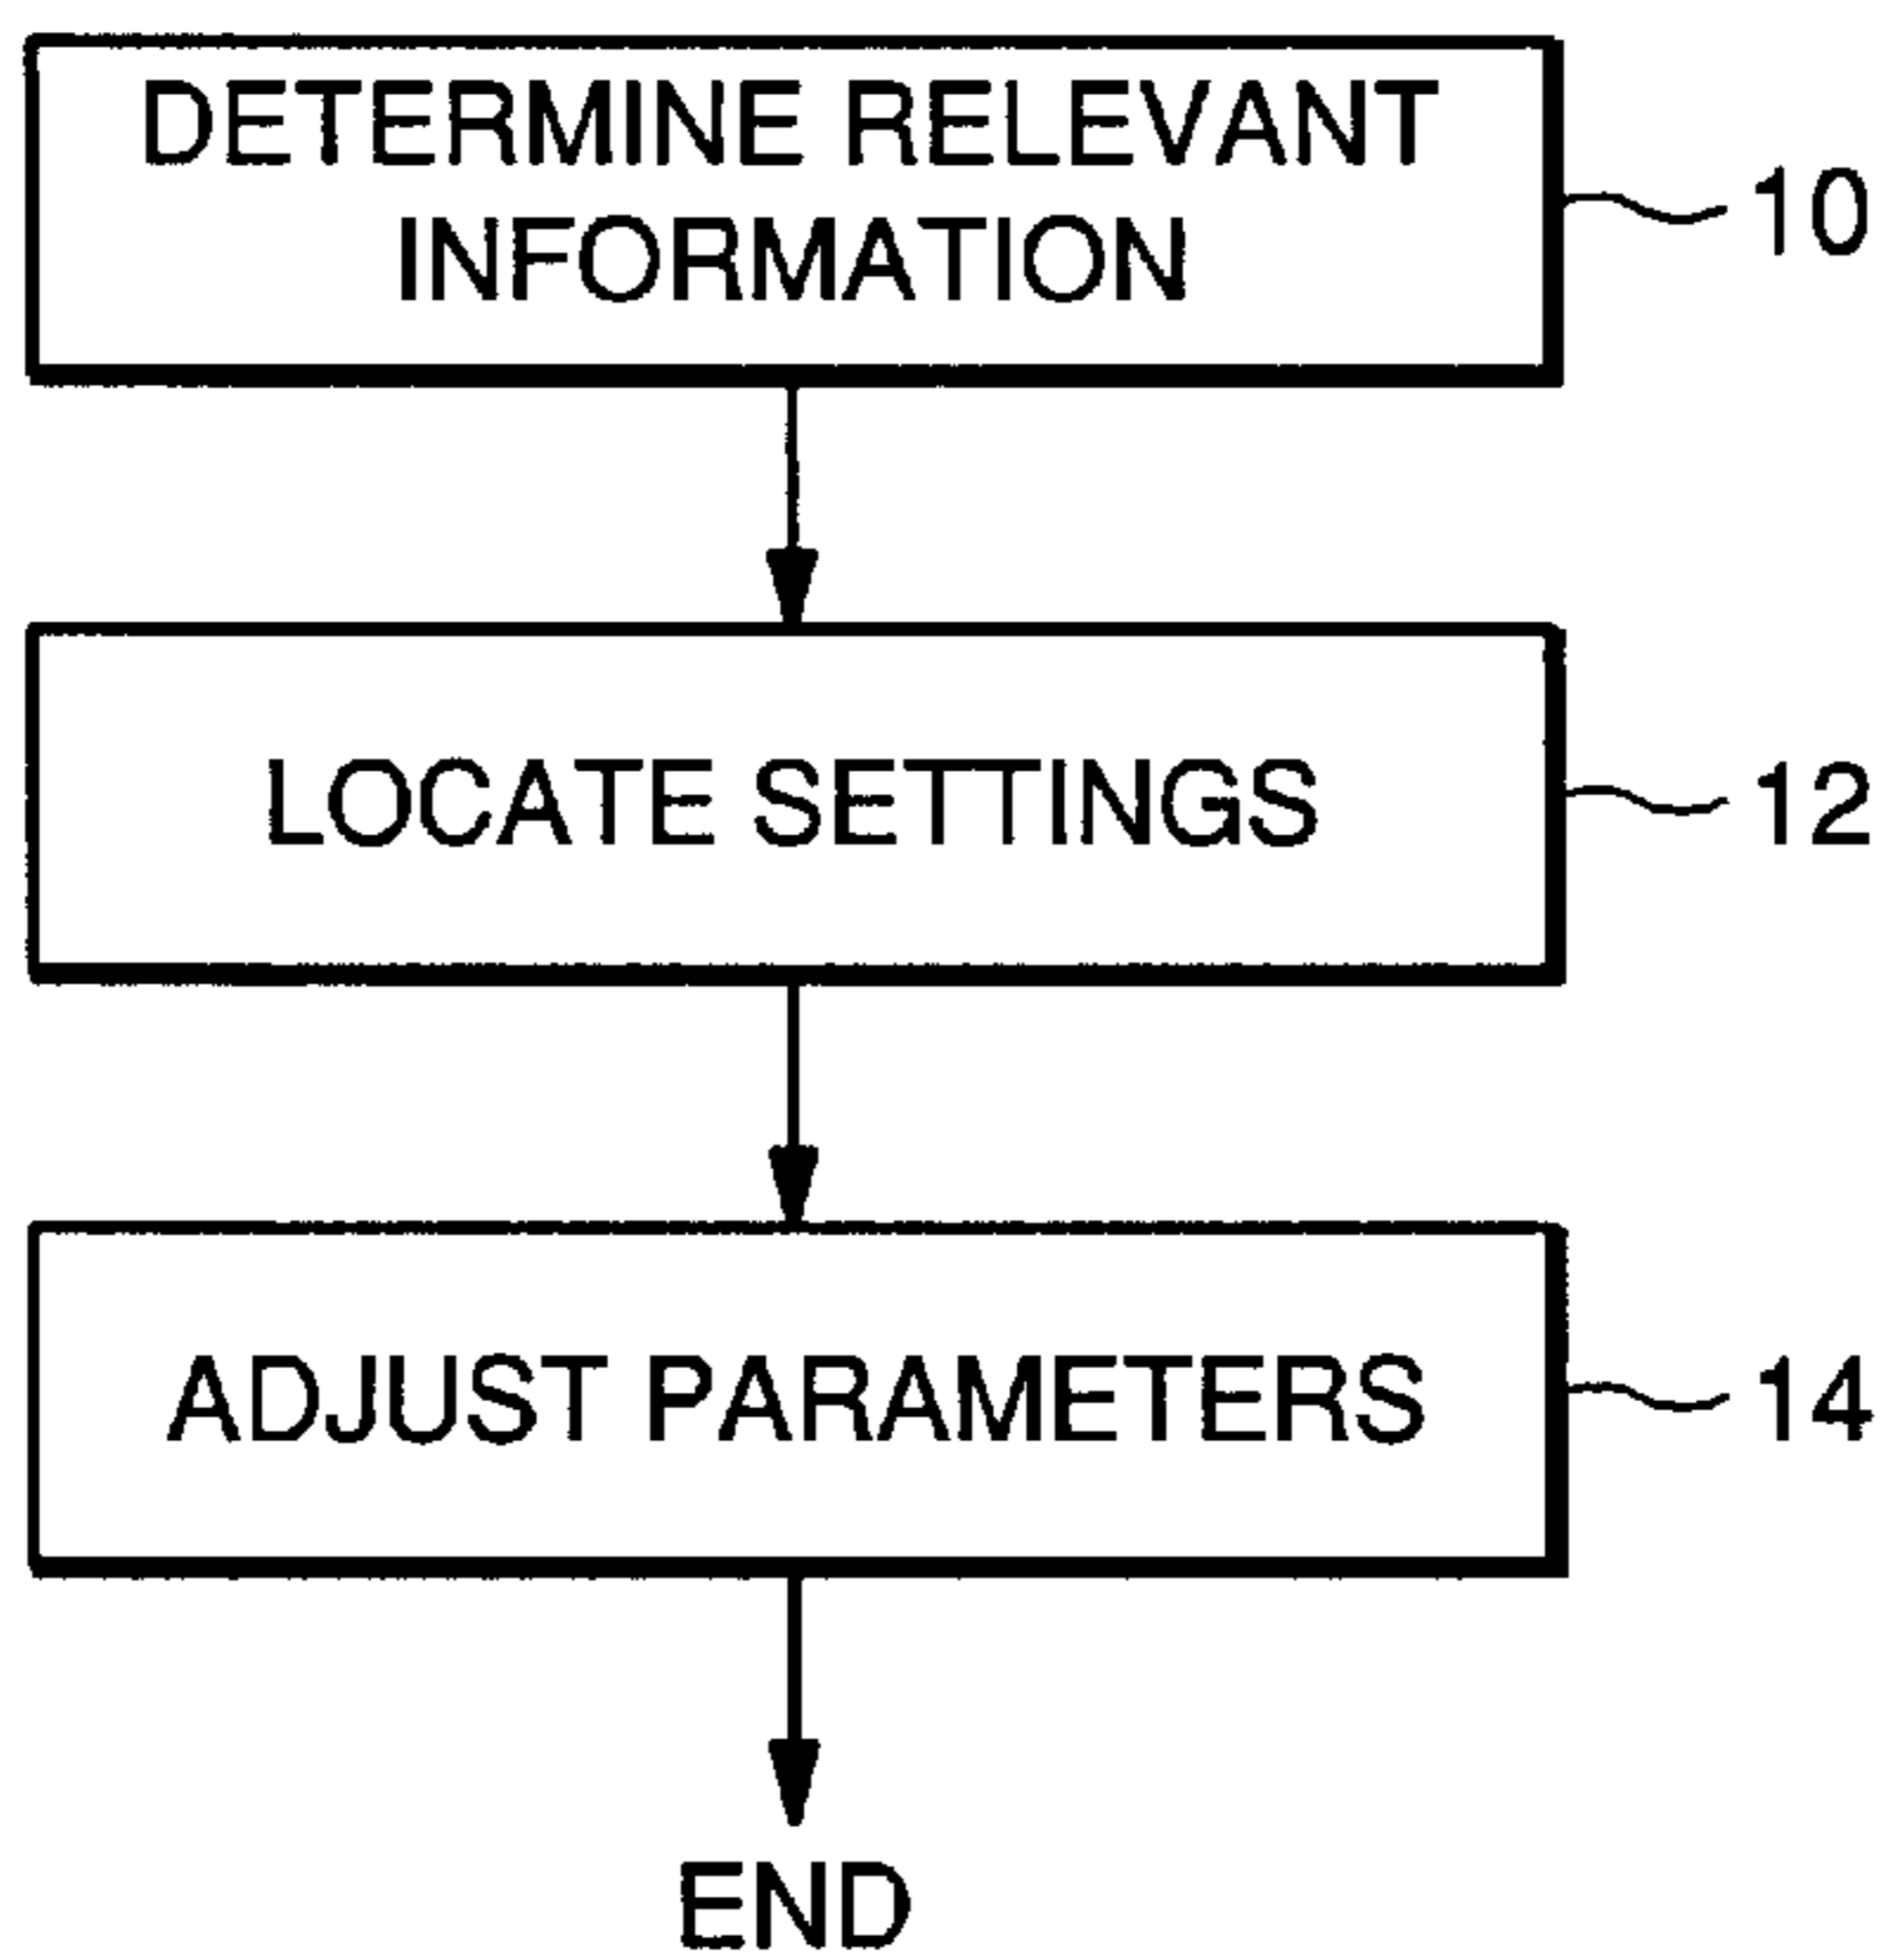 DETERMINE RELEVANT
INFORMATION
10
LOCATE SETTINGS
12
ADJUST PARAMETERS
14
END